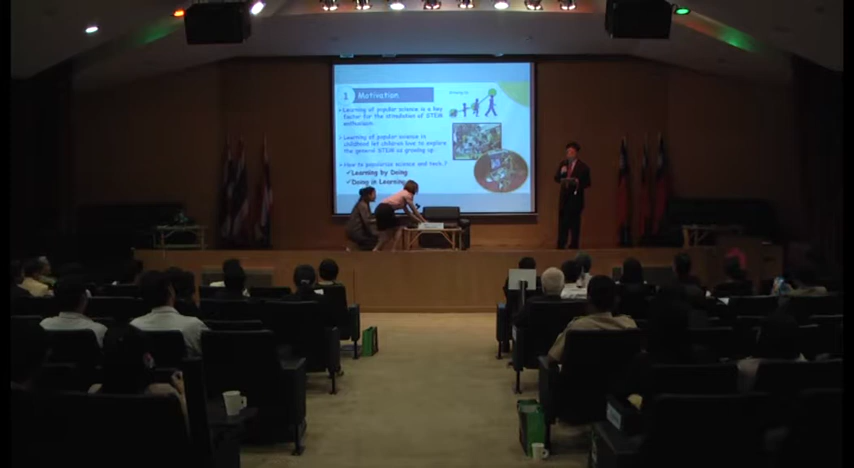 1 Motivation
Learning of popular science is a key
factor for the stimulation of STEM
enthusiasm.
Learning of popular science in
childhood let children love to explore
the general STEM as growing up.
How to popularize science and tech.?
✓Learning by Doing
✓Doing in Learning